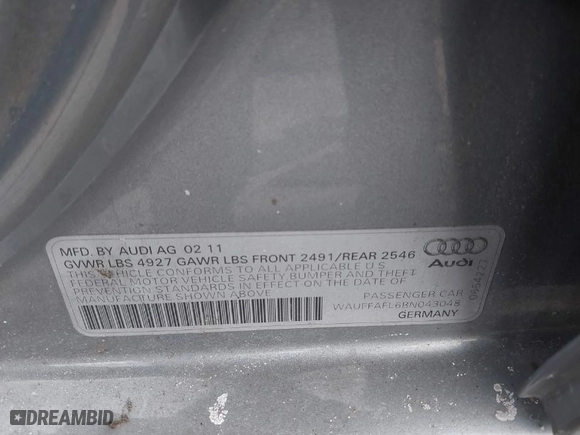 MFD. BY AUDI AG 02 11
GVWR LBS 4927 GAWR LBS FRONT 2491/REAR 2546
THIS VEHICLE CONFORMS TO ALL APPLICABLE U S
FEDERAL MOTOR VEHICLE SAFETY BUMPER AND THEFT
PREVENTION STANDARDS IN EFFECT ON THE DATE OF
MANUFACTURE SHOWN ABOVE
PASSENGER CAR
WAUFFAFL6BN043048
GERMANY
Audi
DREAMBID